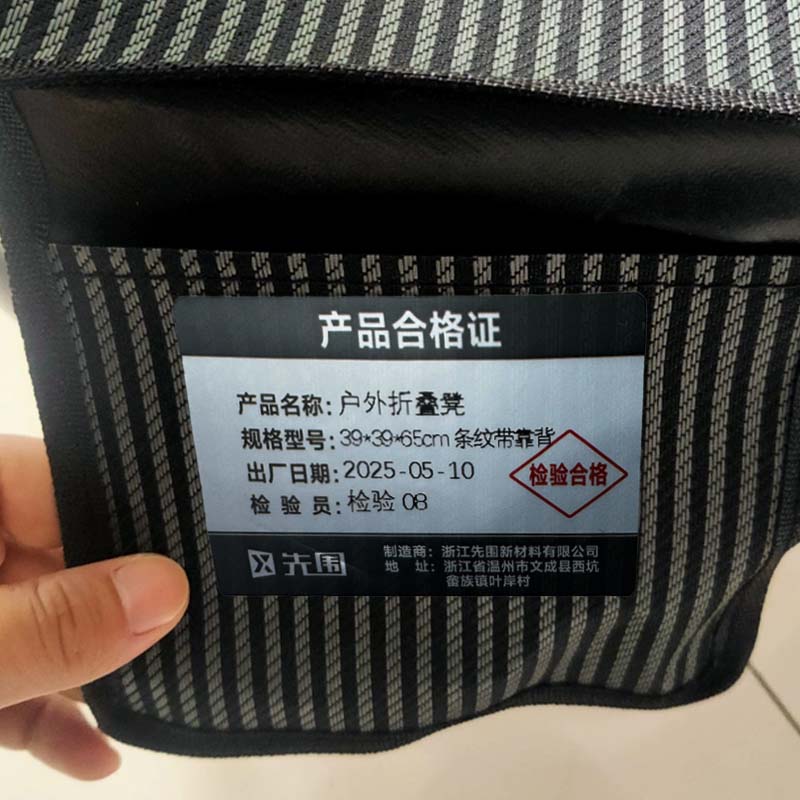 产品合格证
产品名称:户外折叠凳
规格型号:39*39*65cm 条纹带靠背
出厂日期:2025-05-10
检验合格
检 验 员:检验 08
先围
制造商:浙江先围新材料有限公司
地 址:浙江省温州市文成县西坑
畲族镇叶岸村